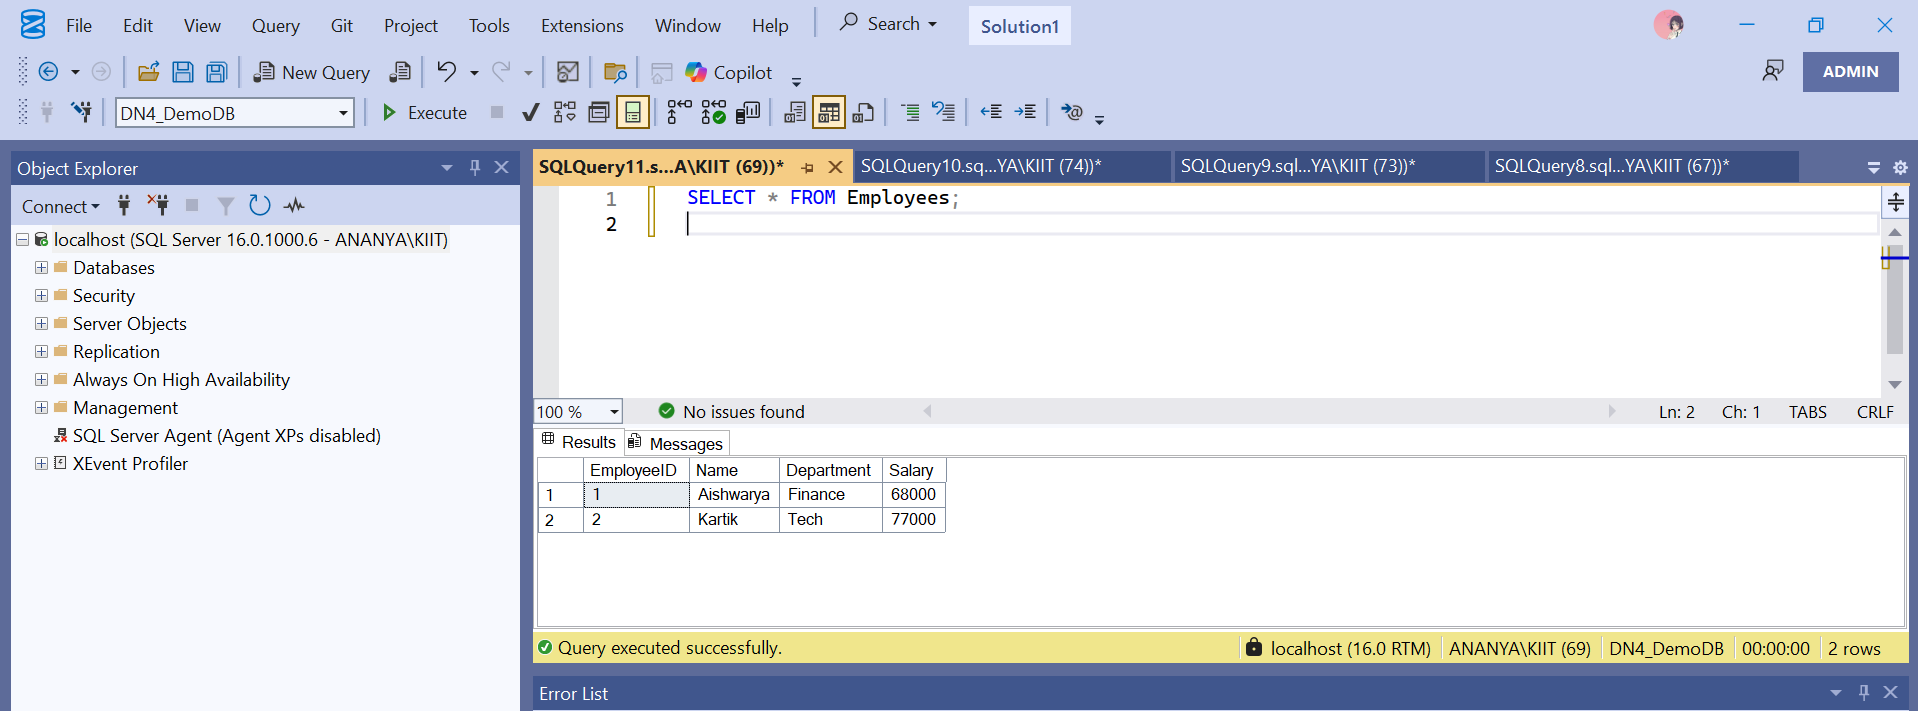 File Edit View Query Git Project Tools Extensions Window Help Search Solution1
New Query Copilot ADMIN
DN4_DemoDB Execute
Object Explorer
SQLQuery11.s...A\KIIT (69))* SQLQuery10.sq...YA\KIIT (74))* SQLQuery9.sql...YA\KIIT (73))* SQLQuery8.sql...YA\KIIT (67))*
Connect
localhost (SQL Server 16.0.1000.6 - ANANYA\KIIT)
Databases
Security
Server Objects
Replication
Always On High Availability
Management
SQL Server Agent (Agent XPs disabled)
XEvent Profiler
1 SELECT * FROM Employees;
2
100 % No issues found Ln: 2 Ch: 1 TABS CRLF
Results Messages
EmployeeID Name Department Salary
1 1 Aishwarya Finance 68000
2 2 Kartik Tech 77000
Query executed successfully. localhost (16.0 RTM) ANANYA\KIIT (69) DN4_DemoDB 00:00:00 2 rows
Error List